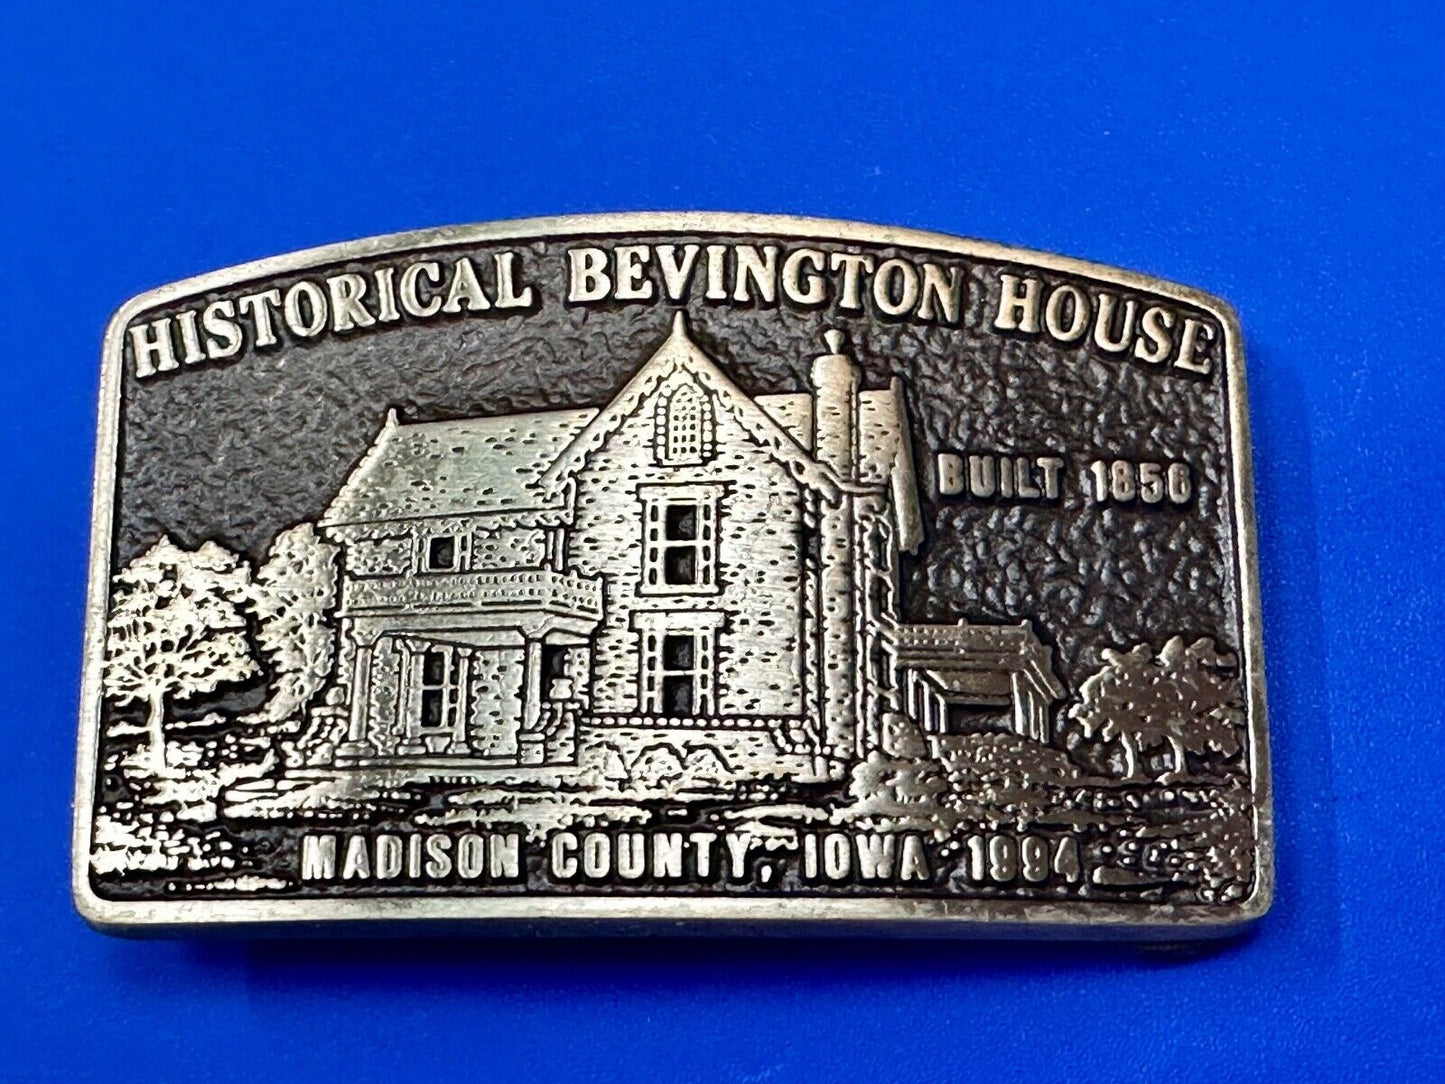 HISTORICAL BEVINGTON HOUSE
BUILT 1856
MADISON COUNTY, IOWA 1994